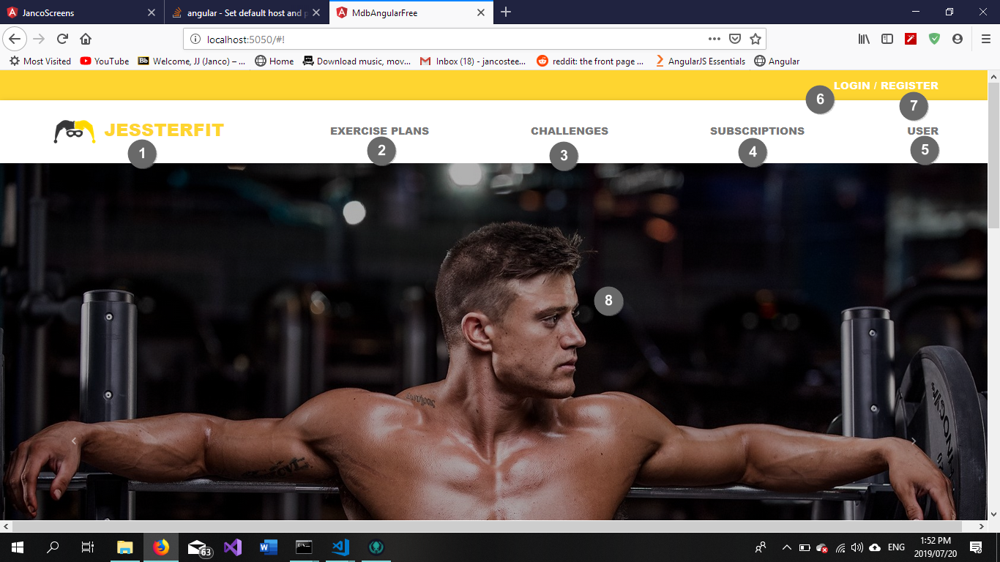 JancoScreens
angular - Set default host and p
MdbAngularFree
localhost:5050/#!
Most Visited
YouTube
Bb Welcome, JJ (Janco) – ...
Home
Download music, mov...
Inbox (18) - jancostee...
reddit: the front page ...
AngularJS Essentials
Angular
LOGIN / REGISTER
6
7
JESSTERFIT
EXERCISE PLANS
CHALLENGES
SUBSCRIPTIONS
USER
1
2
3
4
5
8
63
ENG
1:52 PM
2019/07/20